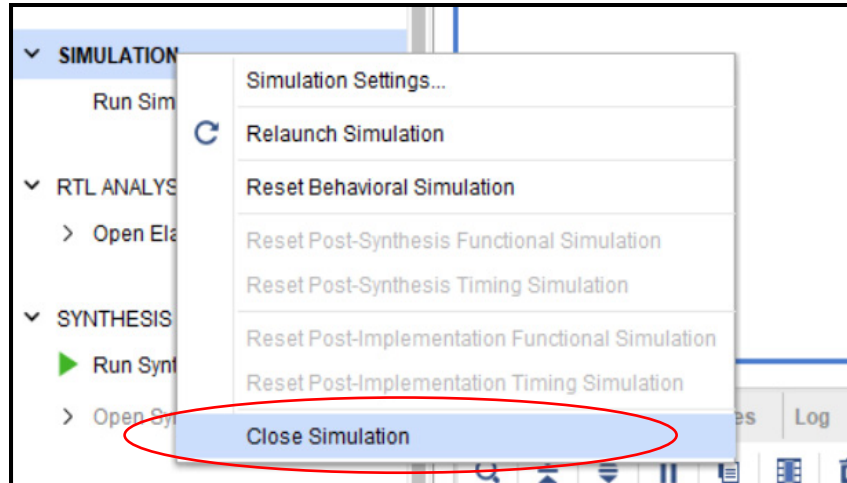 SIMULATION
Simulation Settings...
Run Sim
Relaunch Simulation
RTL ANALYS
Reset Behavioral Simulation
Open Ela
Reset Post-Synthesis Functional Simulation
Reset Post-Synthesis Timing Simulation
SYNTHESIS
Reset Post-Implementation Functional Simulation
Run Synt
Reset Post-Implementation Timing Simulation
Open Sy
es
Log
Close Simulation